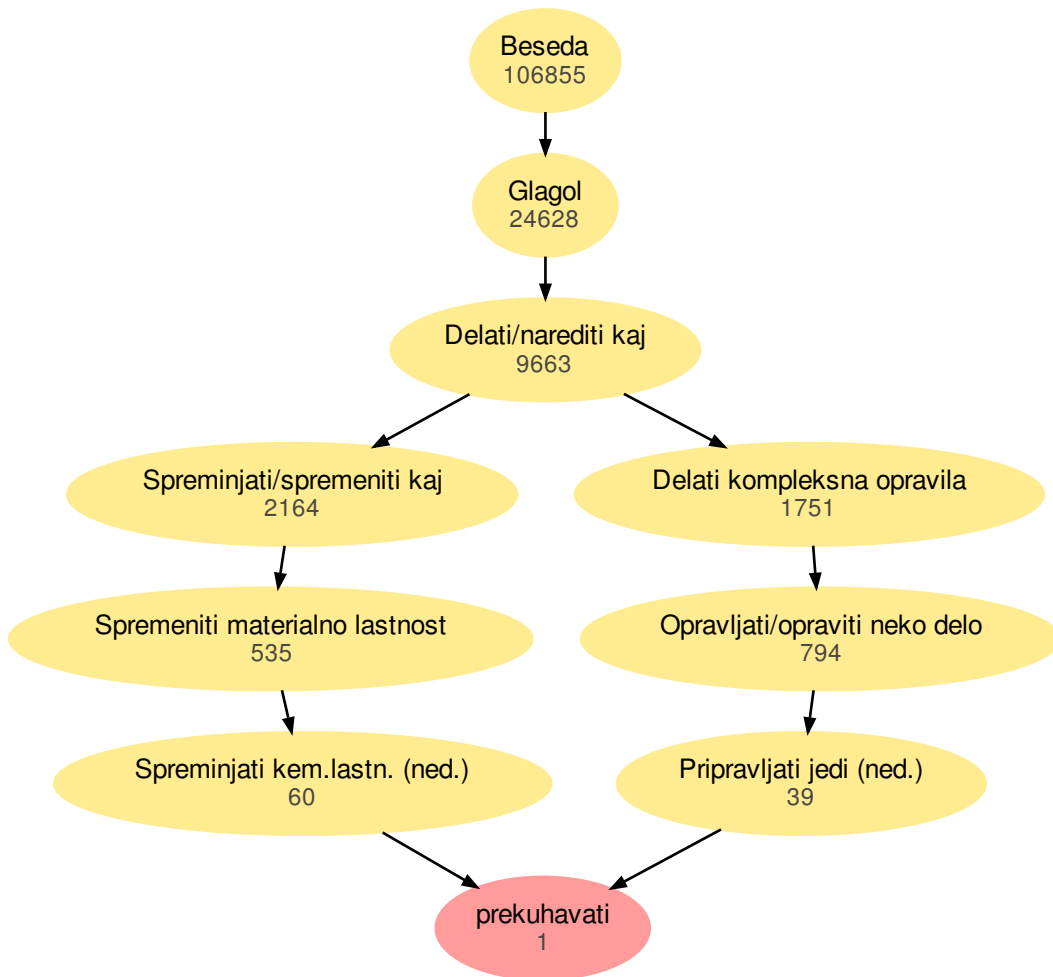 Beseda
106855
Glagol
24628
Delati/narediti kaj
9663
Spreminjati/spremeniti kaj
2164
Delati kompleksna opravila
1751
Spremeniti materialno lastnost
535
Opravljati/opraviti neko delo
794
Spreminjati kem.lastn. (ned.)
60
Pripravljati jedi (ned.)
39
prekuhavati
1